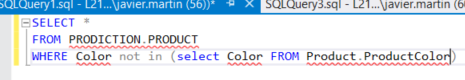 SQLQuery1.sql - L21...\javier.martin (56))* SQLQuery3.sql - L21...\javier.martin (6
SELECT *
FROM PRODICTION.PRODUCT
WHERE Color not in (select Color FROM Product.ProductColor)